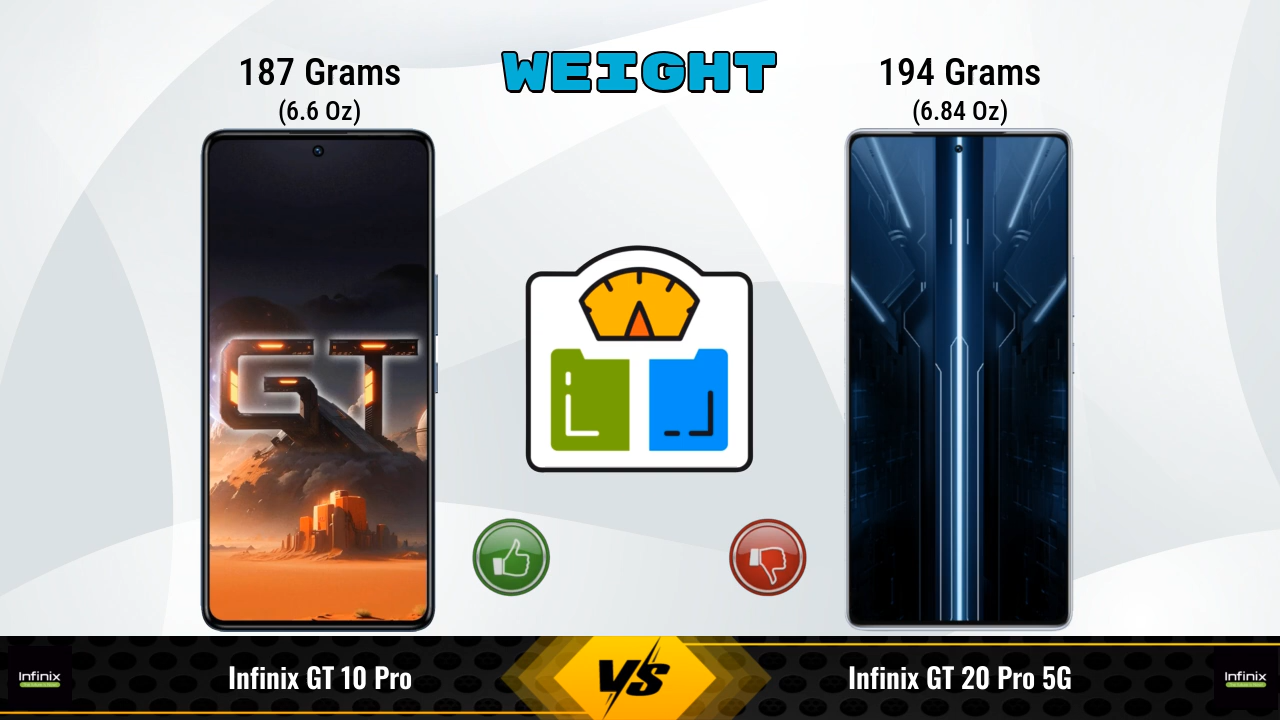 WEIGHT
187 Grams
(6.6 Oz)
194 Grams
(6.84 Oz)
GT
Infinix
Infinix GT 10 Pro
VS
Infinix GT 20 Pro 5G
Infinix